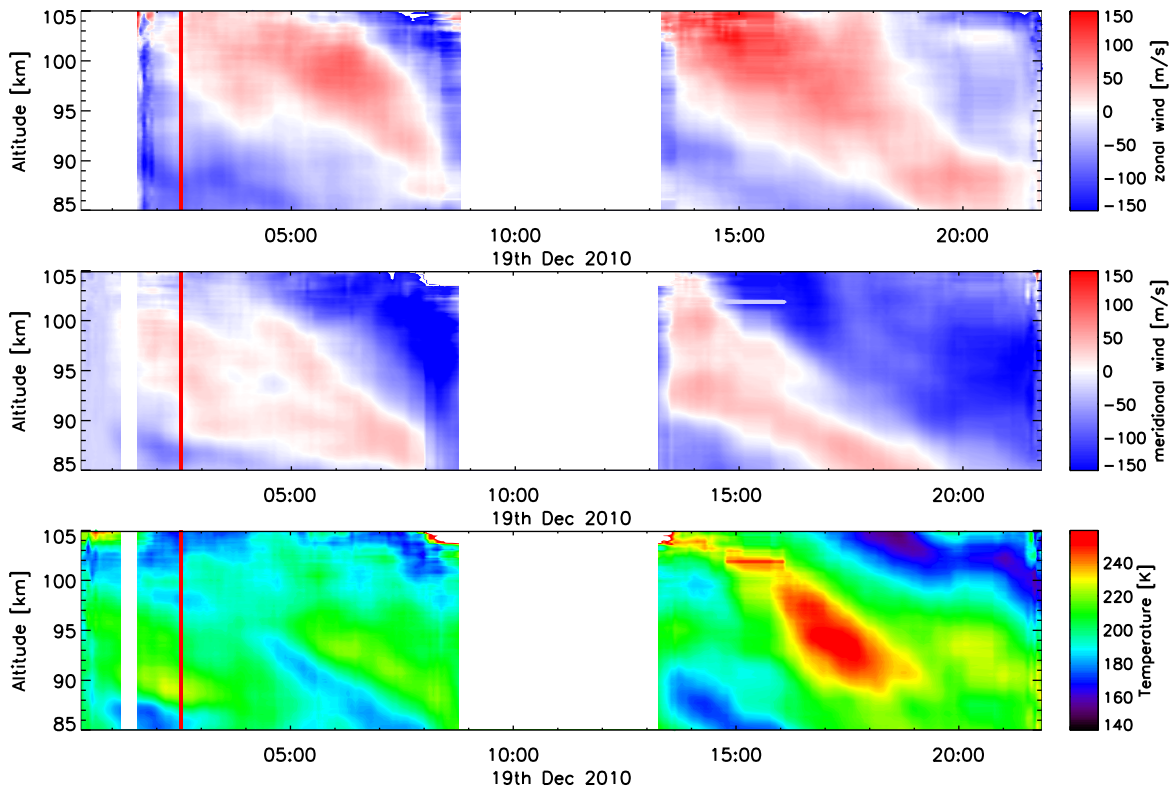 105
100
95
90
85
Altitude [km]
05:00 10:00 15:00 20:00
19th Dec 2010
150
100
50
0
−50
−100
−150
zonal wind [m/s]
105
100
95
90
85
Altitude [km]
05:00 10:00 15:00 20:00
19th Dec 2010
150
100
50
0
−50
−100
−150
meridional wind [m/s]
105
100
95
90
85
Altitude [km]
05:00 10:00 15:00 20:00
19th Dec 2010
240
220
200
180
160
140
Temperature [K]